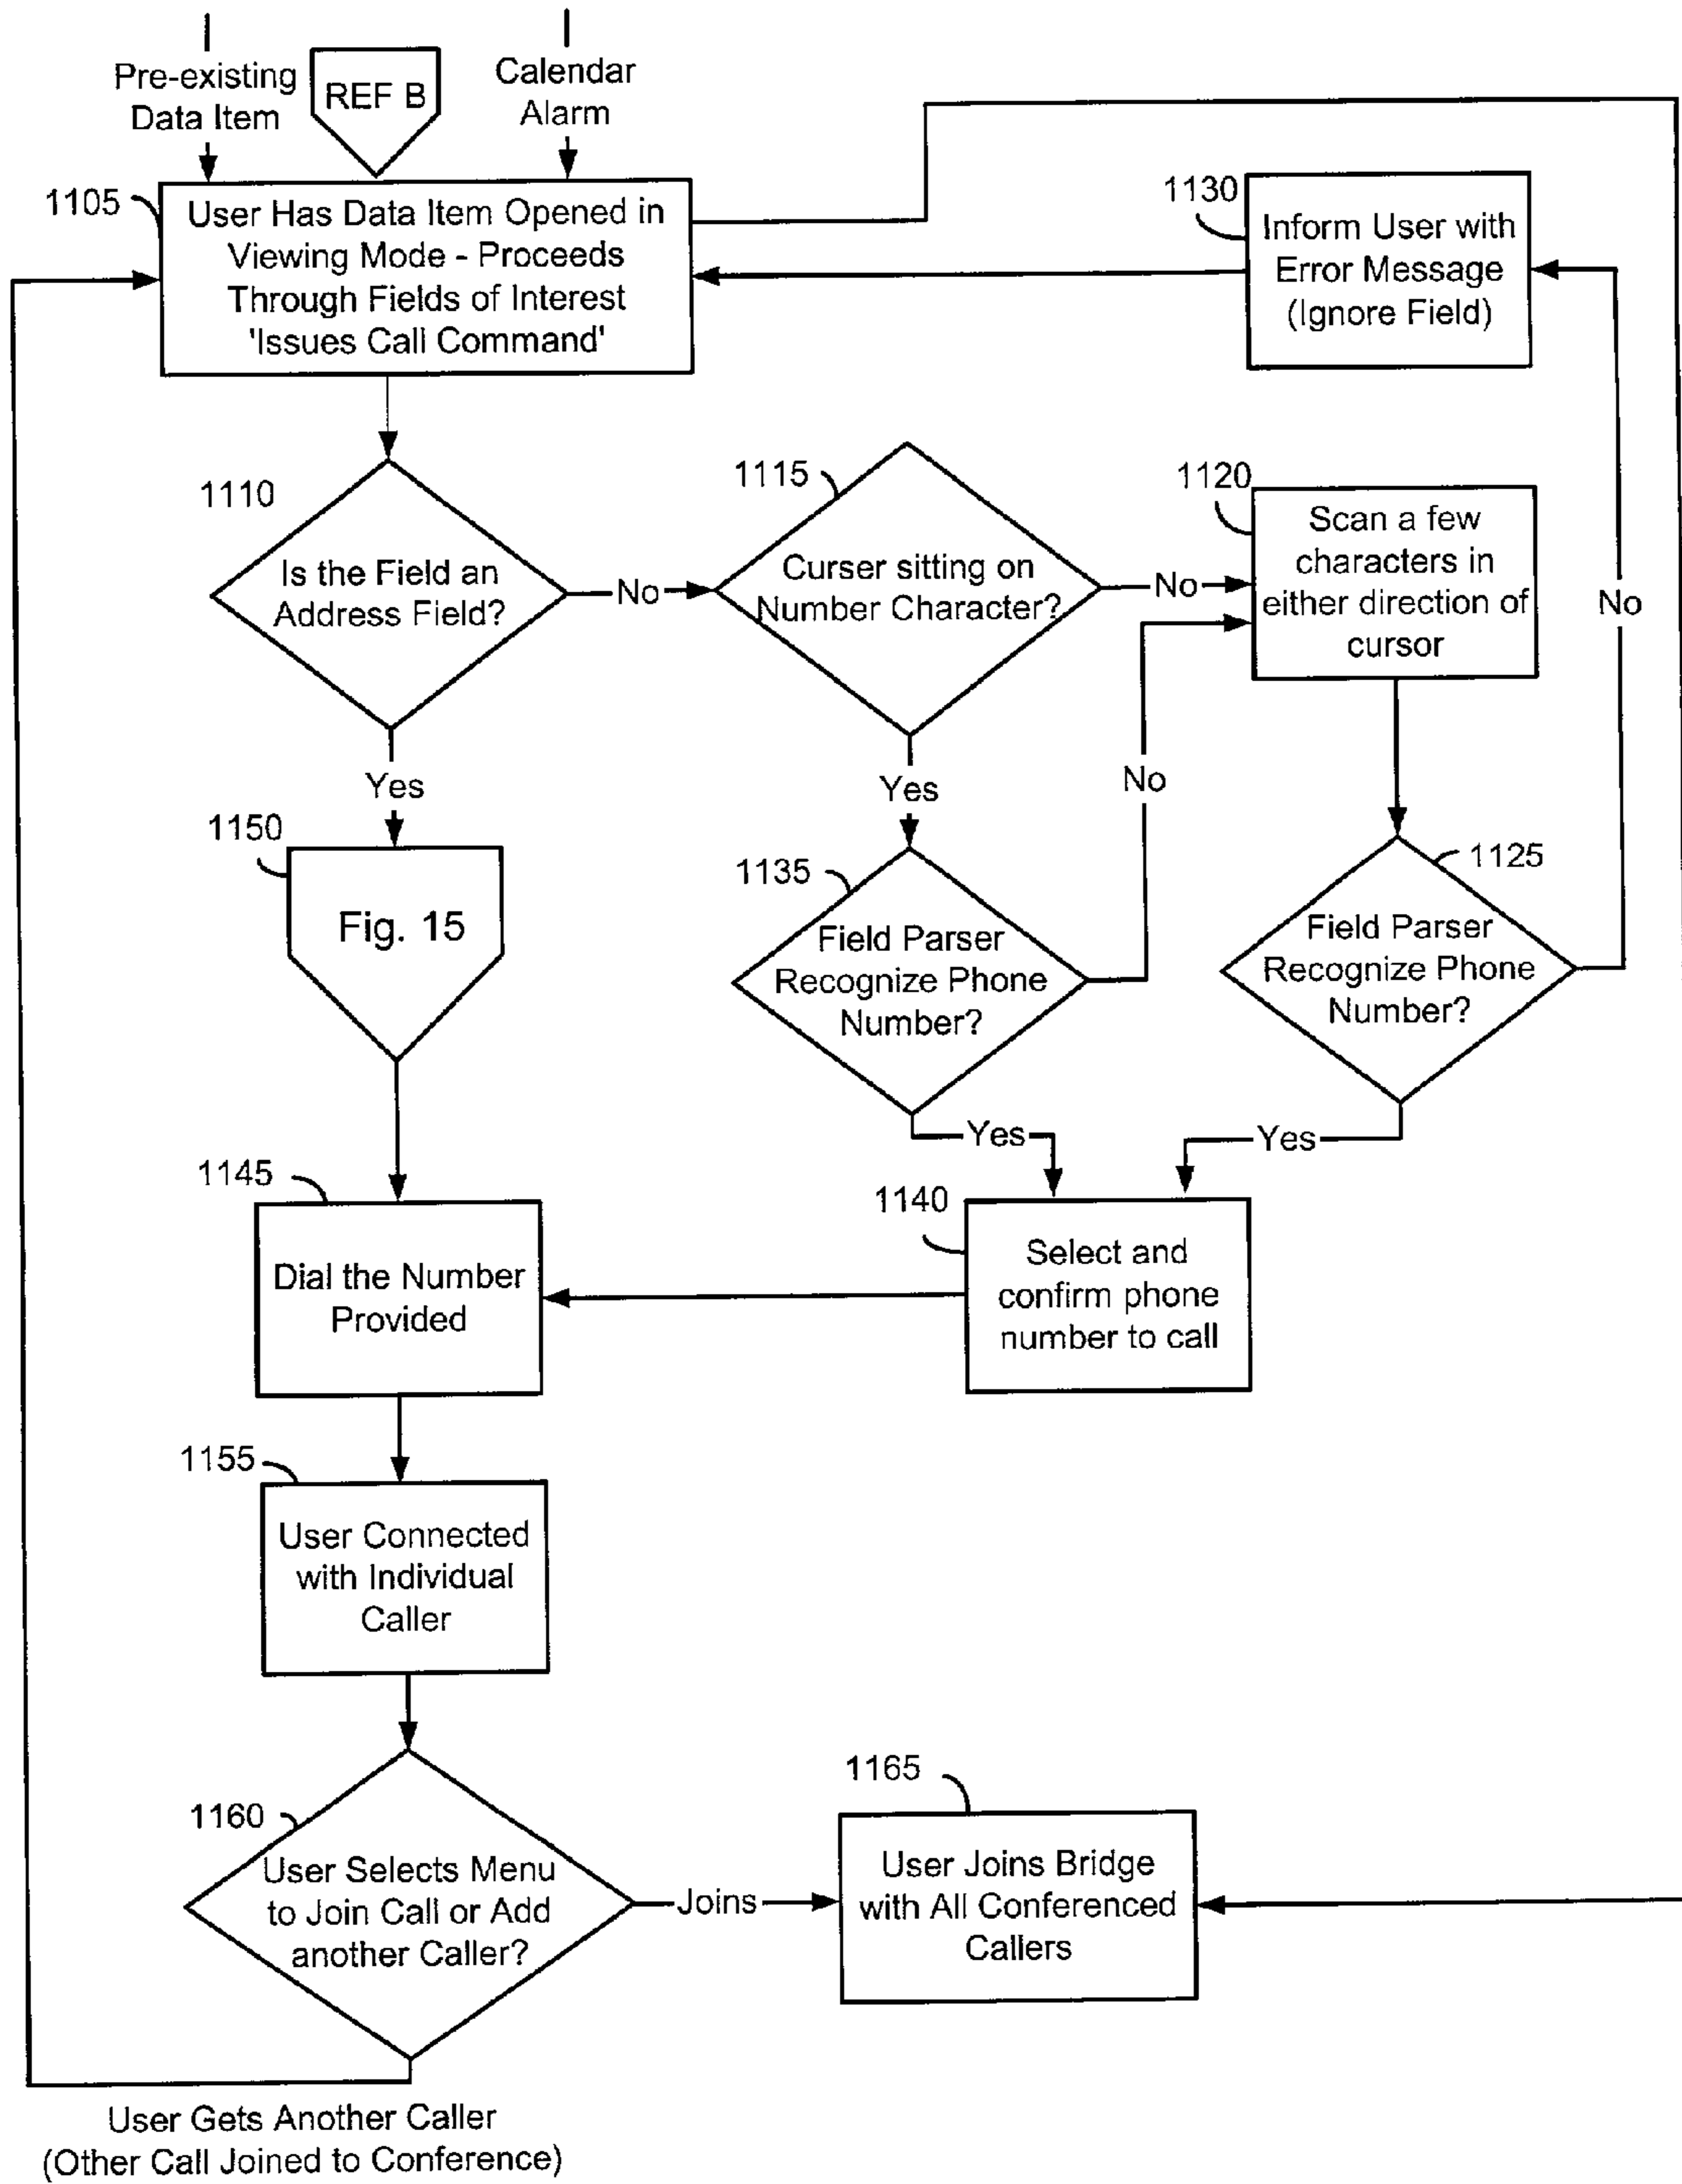 Pre-existing
Data Item
REF B
Calendar
Alarm
1105
User Has Data Item Opened in
Viewing Mode - Proceeds
Through Fields of Interest
'Issues Call Command'
1130
Inform User with
Error Message
(Ignore Field)
1110
Is the Field an
Address Field?
No
1115
Curser sitting on
Number Character?
No
1120
Scan a few
characters in
either direction of
cursor
No
Yes
Yes
No
1150
Fig. 15
1135
Field Parser
Recognize Phone
Number?
1125
Field Parser
Recognize Phone
Number?
Yes
Yes
1145
Dial the Number
Provided
1140
Select and
confirm phone
number to call
1155
User Connected
with Individual
Caller
1160
User Selects Menu
to Join Call or Add
another Caller?
Joins
1165
User Joins Bridge
with All Conferenced
Callers
User Gets Another Caller
(Other Call Joined to Conference)